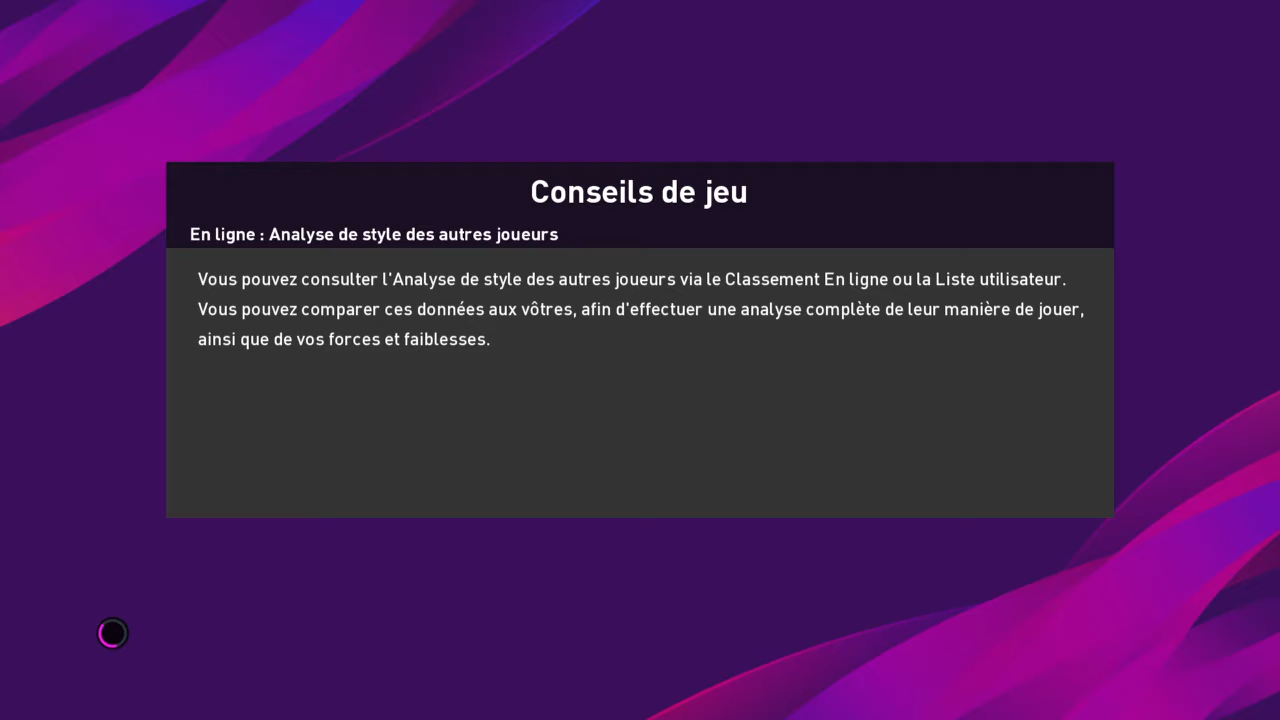 Conseils de jeu
En ligne : Analyse de style des autres joueurs
Vous pouvez consulter l'Analyse de style des autres joueurs via le Classement En ligne ou la Liste utilisateur.
Vous pouvez comparer ces données aux vôtres, afin d'effectuer une analyse complète de leur manière de jouer,
ainsi que de vos forces et faiblesses.